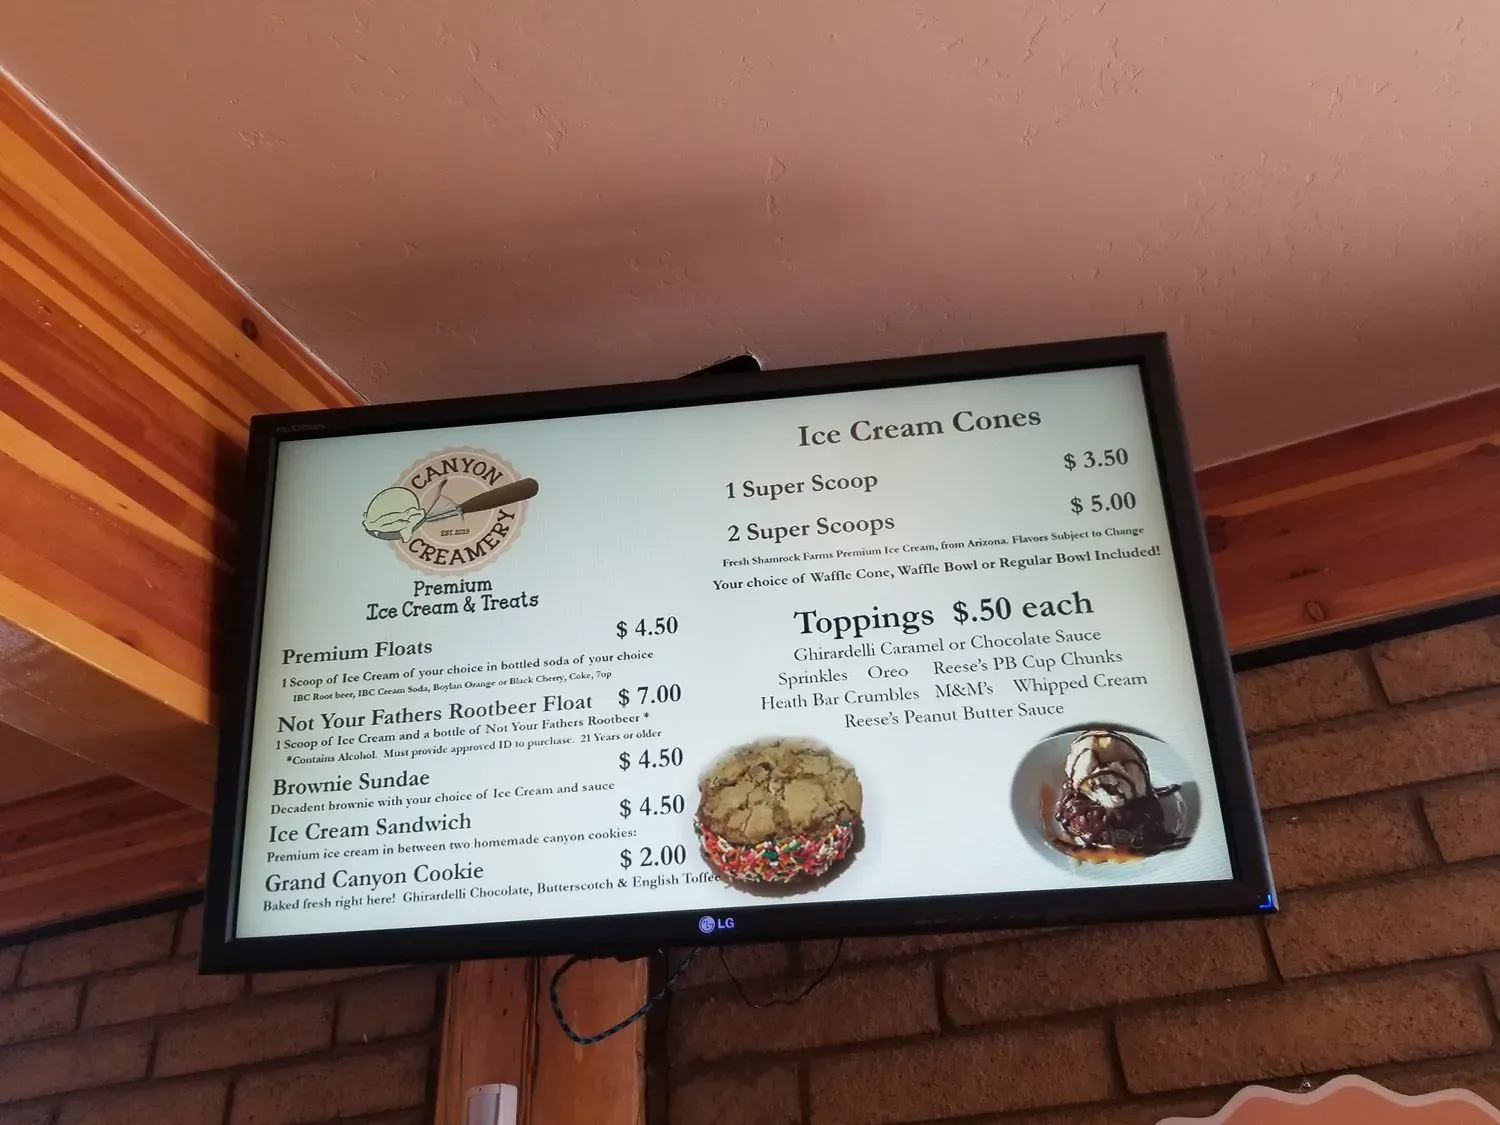 CANYON
EST. 2019
CREAMERY
Premium
Ice Cream & Treats
Premium Floats $ 4.50
1 Scoop of Ice Cream of your choice in bottled soda of your choice
IBC Root beer, IBC Cream Soda, Boylan Orange or Black Cherry, Coke, 7up
Not Your Fathers Rootbeer Float $ 7.00
1 Scoop of Ice Cream and a bottle of Not Your Fathers Rootbeer *
*Contains Alcohol. Must provide approved ID to purchase. 21 Years or older
Brownie Sundae $ 4.50
Decadent brownie with your choice of Ice Cream and sauce
Ice Cream Sandwich $ 4.50
Premium ice cream in between two homemade canyon cookies:
Grand Canyon Cookie $ 2.00
Baked fresh right here! Ghirardelli Chocolate, Butterscotch & English Toffee
Ice Cream Cones
1 Super Scoop $ 3.50
2 Super Scoops $ 5.00
Fresh Shamrock Farms Premium Ice Cream, from Arizona. Flavors Subject to Change
Your choice of Waffle Cone, Waffle Bowl or Regular Bowl Included!
Toppings $.50 each
Ghirardelli Caramel or Chocolate Sauce
Sprinkles Oreo Reese's PB Cup Chunks
Heath Bar Crumbles M&M's Whipped Cream
Reese's Peanut Butter Sauce
LG